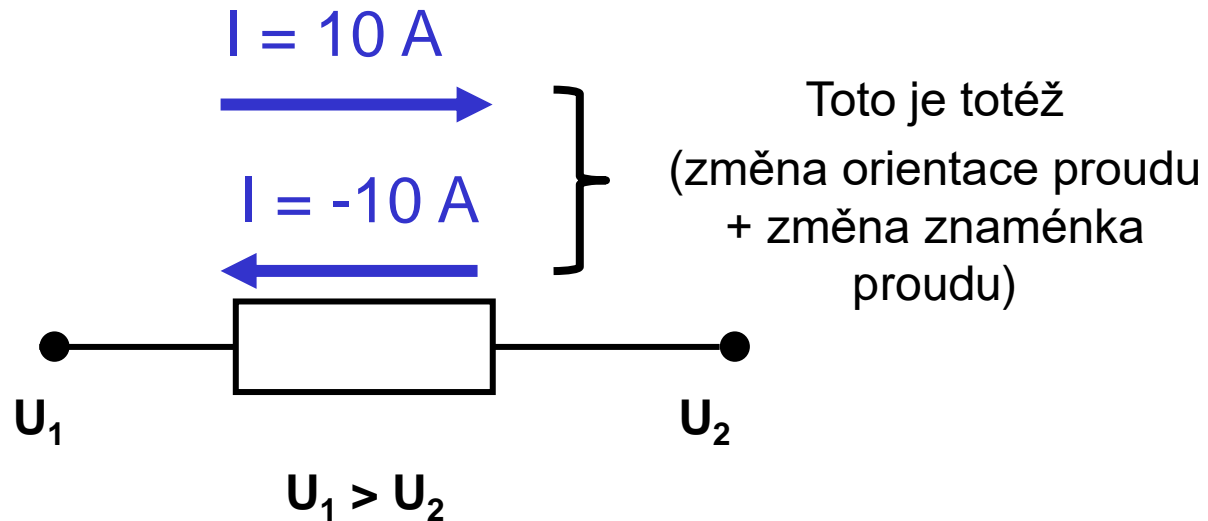 I = 10 A
I = -10 A
Toto je totéž
(změna orientace proudu
+ změna znaménka
proudu)
U₁
U₂
U₁ > U₂